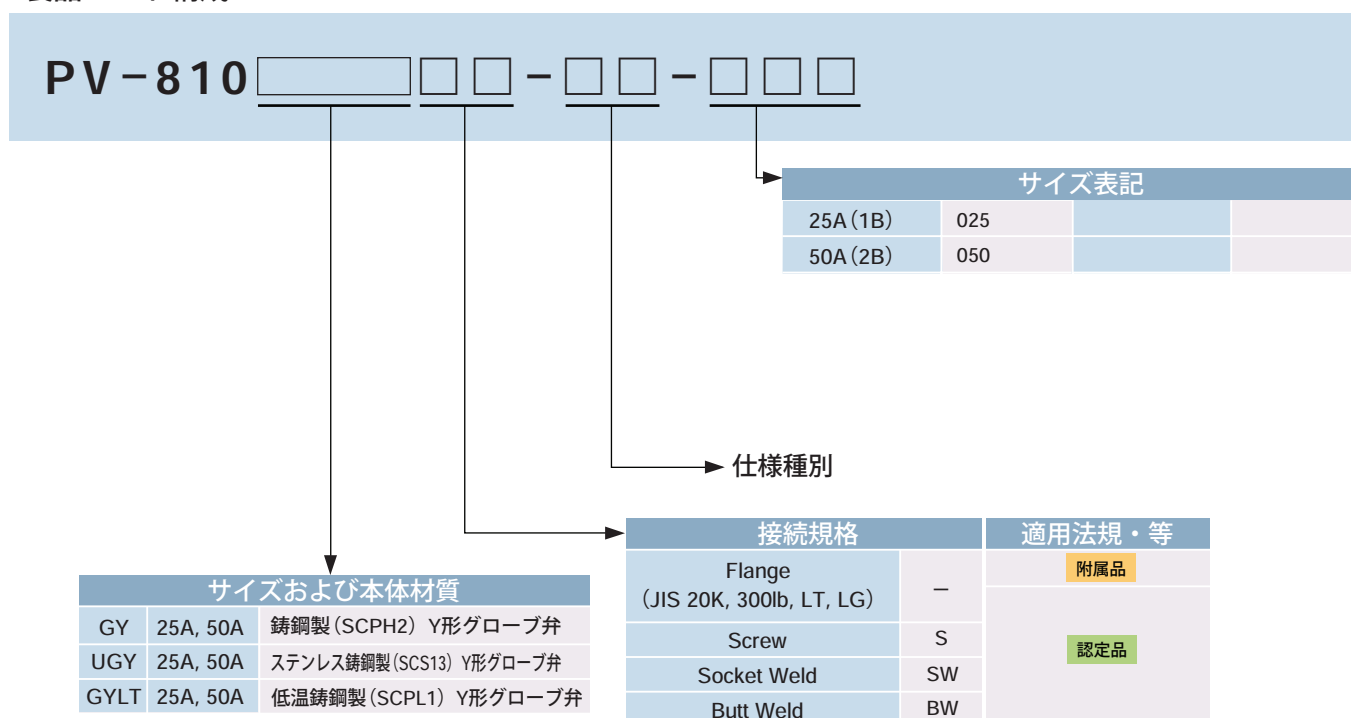 PV-810□□□-□□-□□□
サイズ表記
25A(1B) 025
50A(2B) 050
仕様種別
接続規格 適用法規・等
Flange
(JIS 20K, 300lb, LT, LG) － 附属品
Screw S
認定品
Socket Weld SW
Butt Weld BW
サイズおよび本体材質
GY 25A, 50A 鋳鋼製(SCPH2) Y形グローブ弁
UGY 25A, 50A ステンレス鋳鋼製(SCS13) Y形グローブ弁
GYLT 25A, 50A 低温鋳鋼製(SCPL1) Y形グローブ弁